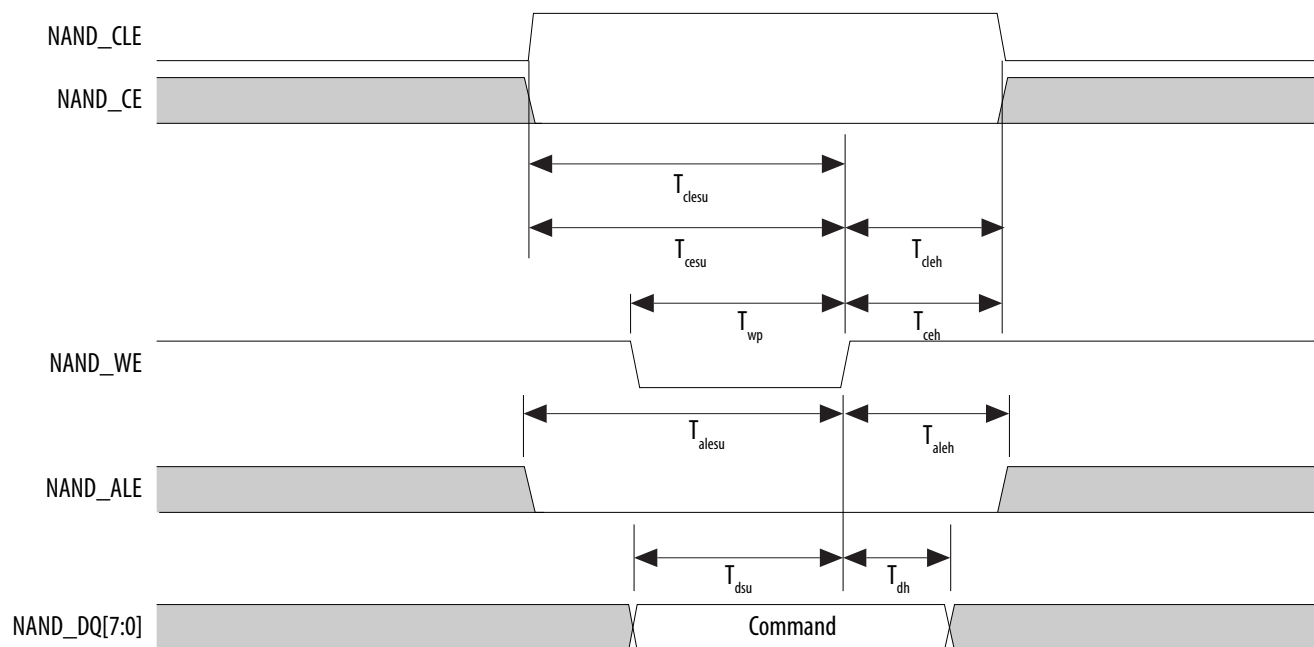 NAND_CLE
NAND_CE
T_clesu
T_cesu
T_cleh
T_wp
T_ceh
NAND_WE
T_alesu
T_aleh
NAND_ALE
T_dsu
T_dh
NAND_DQ[7:0]
Command